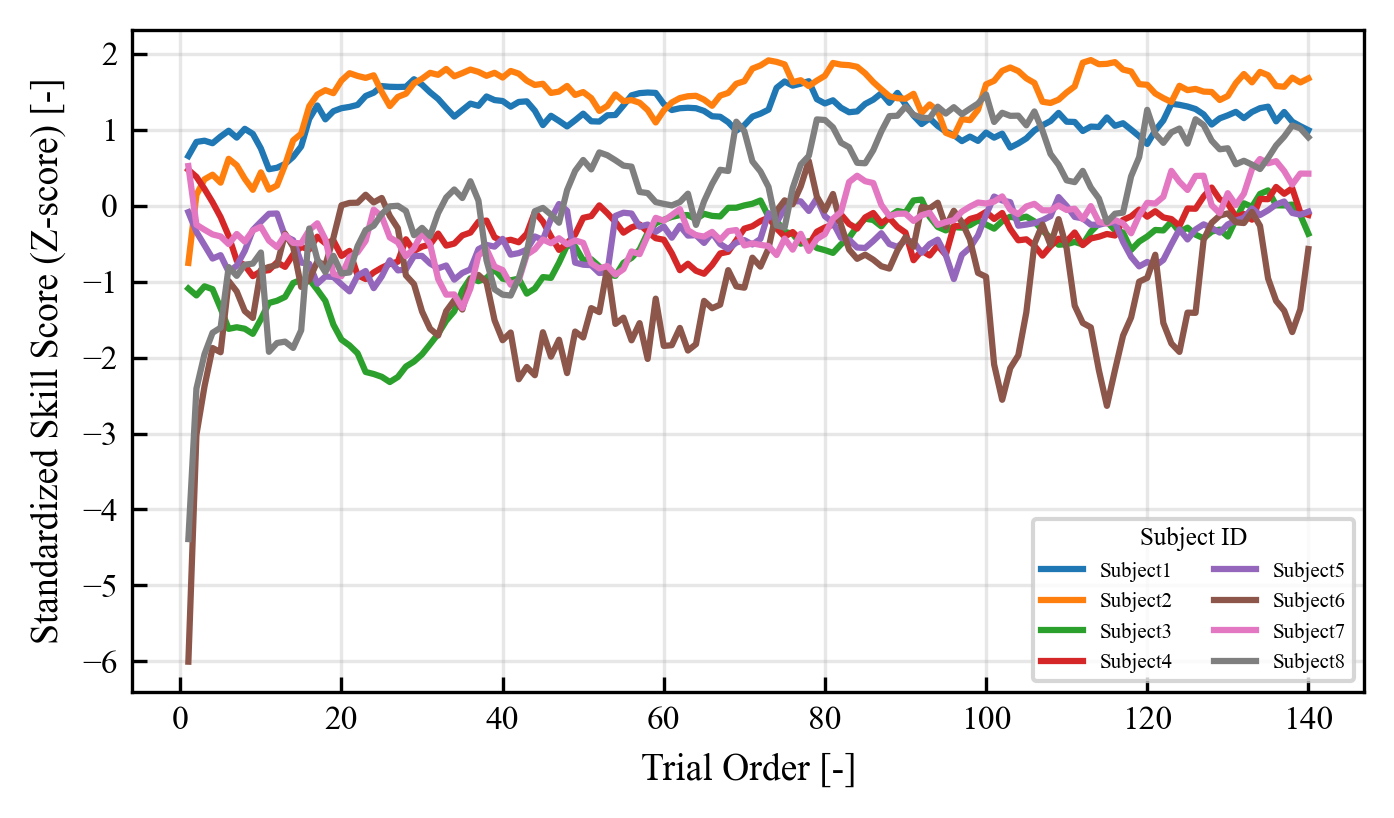 Standardized Skill Score (Z-score) [-]
2
1
0
−1
−2
−3
−4
−5
−6
0 20 40 60 80 100 120 140
Trial Order [-]
Subject ID
Subject1 Subject5
Subject2 Subject6
Subject3 Subject7
Subject4 Subject8